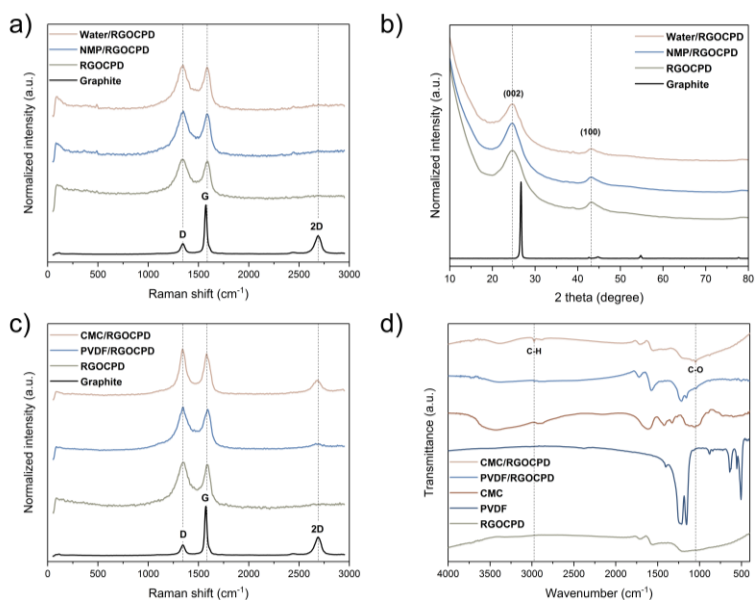 a)
Water/RGOCPD
NMP/RGOCPD
RGOCPD
Graphite
D
G
2D
Normalized intensity (a.u.)
0 500 1000 1500 2000 2500 3000
Raman shift (cm⁻¹)
b)
Water/RGOCPD
NMP/RGOCPD
RGOCPD
Graphite
(002)
(100)
Normalized intensity (a.u.)
10 20 30 40 50 60 70 80
2 theta (degree)
c)
CMC/RGOCPD
PVDF/RGOCPD
RGOCPD
Graphite
D
G
2D
Normalized intensity (a.u.)
0 500 1000 1500 2000 2500 3000
Raman shift (cm⁻¹)
d)
C-H
C-O
CMC/RGOCPD
PVDF/RGOCPD
CMC
PVDF
RGOCPD
Transmittance (a.u.)
4000 3500 3000 2500 2000 1500 1000 500
Wavenumber (cm⁻¹)